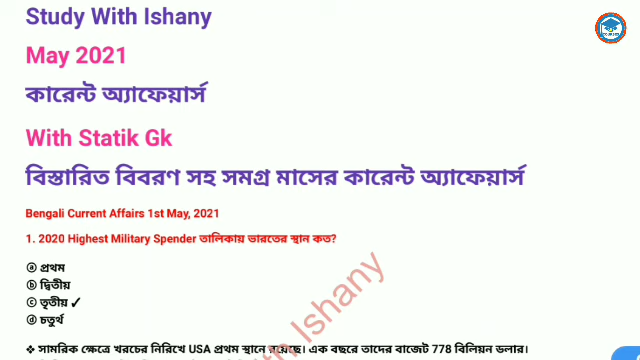 Study With Ishany
May 2021
কারেন্ট অ্যাফেয়ার্স
With Statik Gk
বিস্তারিত বিবরণ সহ সমগ্র মাসের কারেন্ট অ্যাফেয়ার্স
Bengali Current Affairs 1st May, 2021
1. 2020 Highest Military Spender তালিকায় ভারতের স্থান কত?
ⓐ প্রথম
ⓑ দ্বিতীয়
ⓒ তৃতীয় ✓
ⓓ চতুর্থ
❖ সামরিক ক্ষেত্রে খরচের নিরিখে USA প্রথম স্থানে রয়েছে। এক বছরে তাদের বাজেট 778 বিলিয়ন ডলার।
Ishany